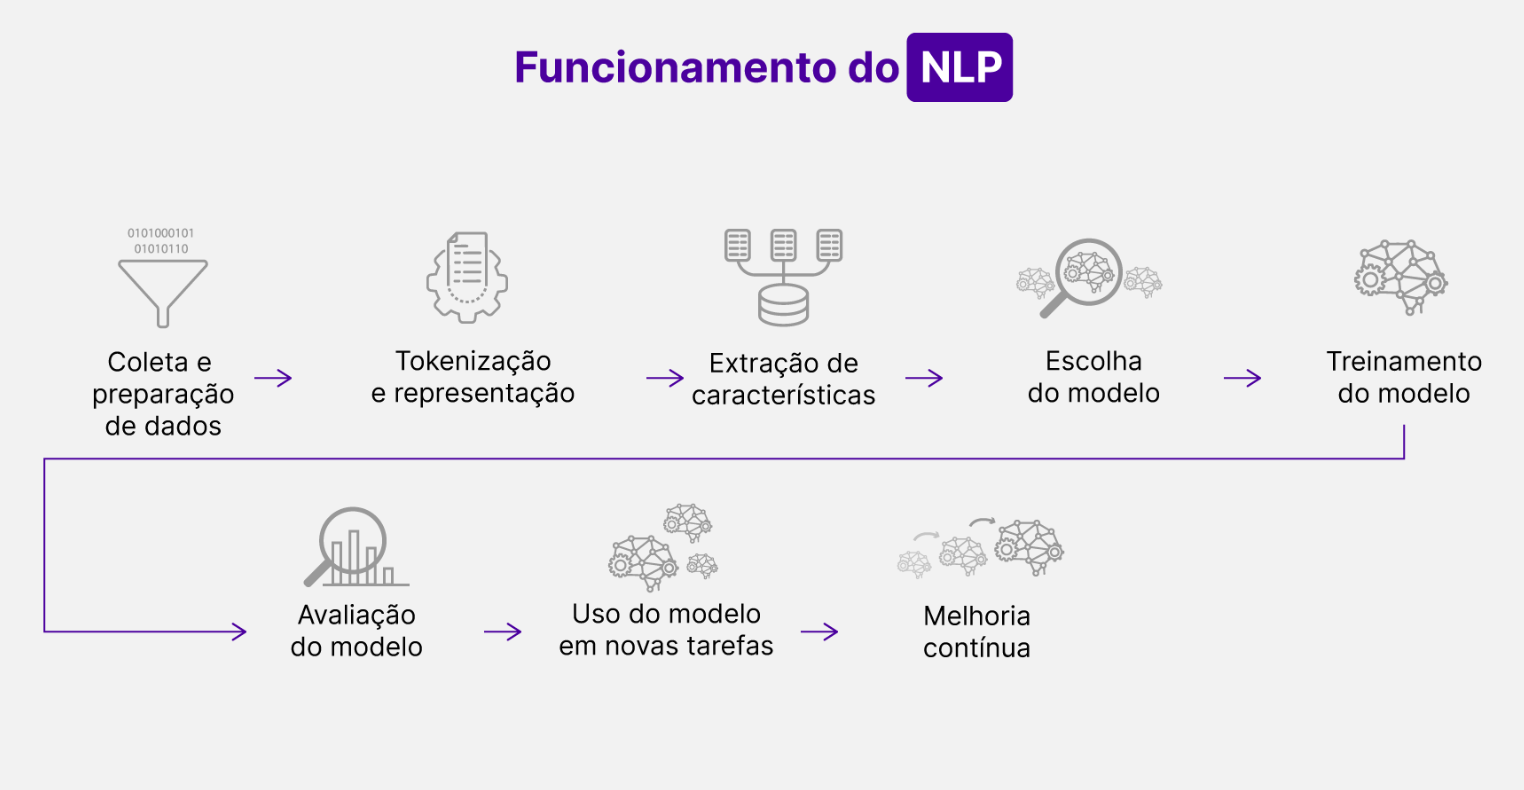 Funcionamento do NLP
0101000101
01010110
Coleta e
preparação
de dados
Tokenização
e representação
Extração de
características
Escolha
do modelo
Treinamento
do modelo
Avaliação
do modelo
Uso do modelo
em novas tarefas
Melhoria
contínua